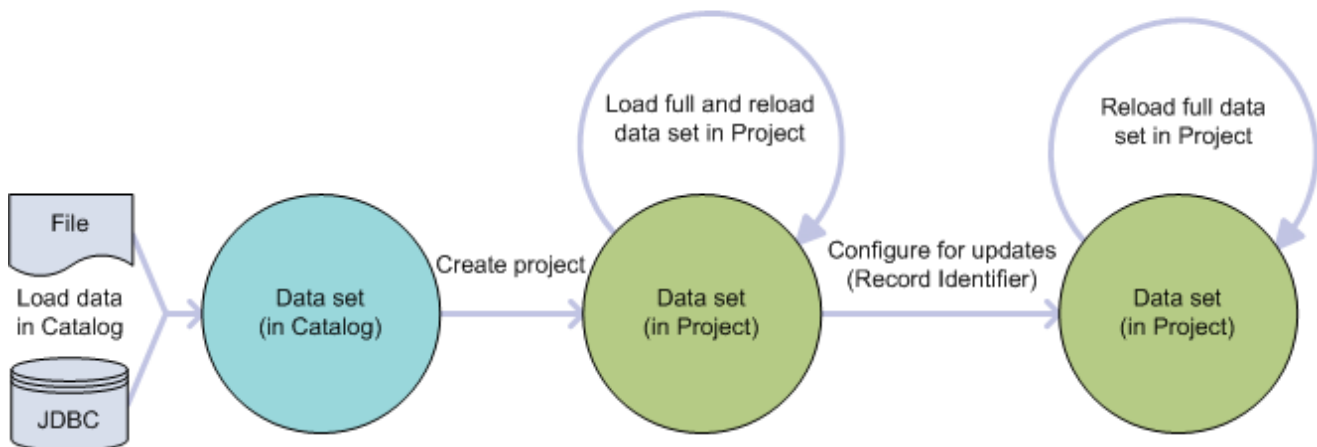 File
Load data
in Catalog
JDBC
Data set
(in Catalog)
Create project
Load full and reload
data set in Project
Data set
(in Project)
Configure for updates
(Record Identifier)
Reload full data
set in Project
Data set
(in Project)